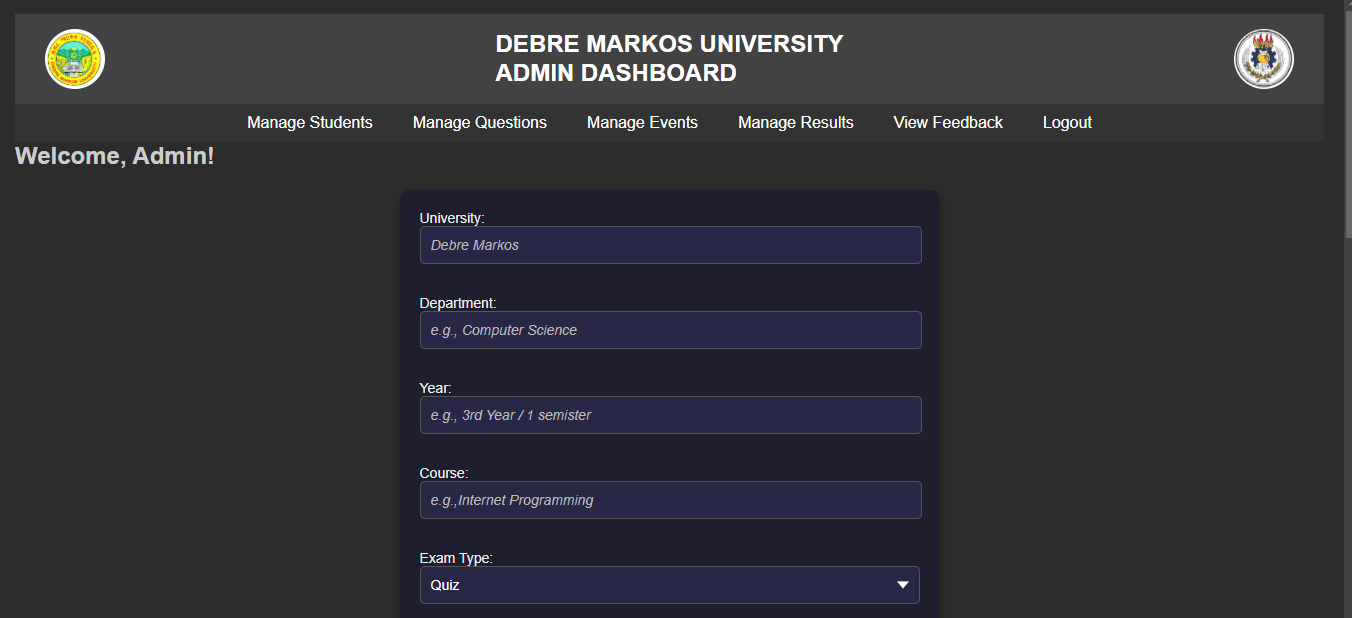 DEBRE MARKOS UNIVERSITY
ADMIN DASHBOARD
Manage Students Manage Questions Manage Events Manage Results View Feedback Logout
Welcome, Admin!
University:
Debre Markos
Department:
e.g., Computer Science
Year:
e.g., 3rd Year / 1 semister
Course:
e.g.,Internet Programming
Exam Type:
Quiz